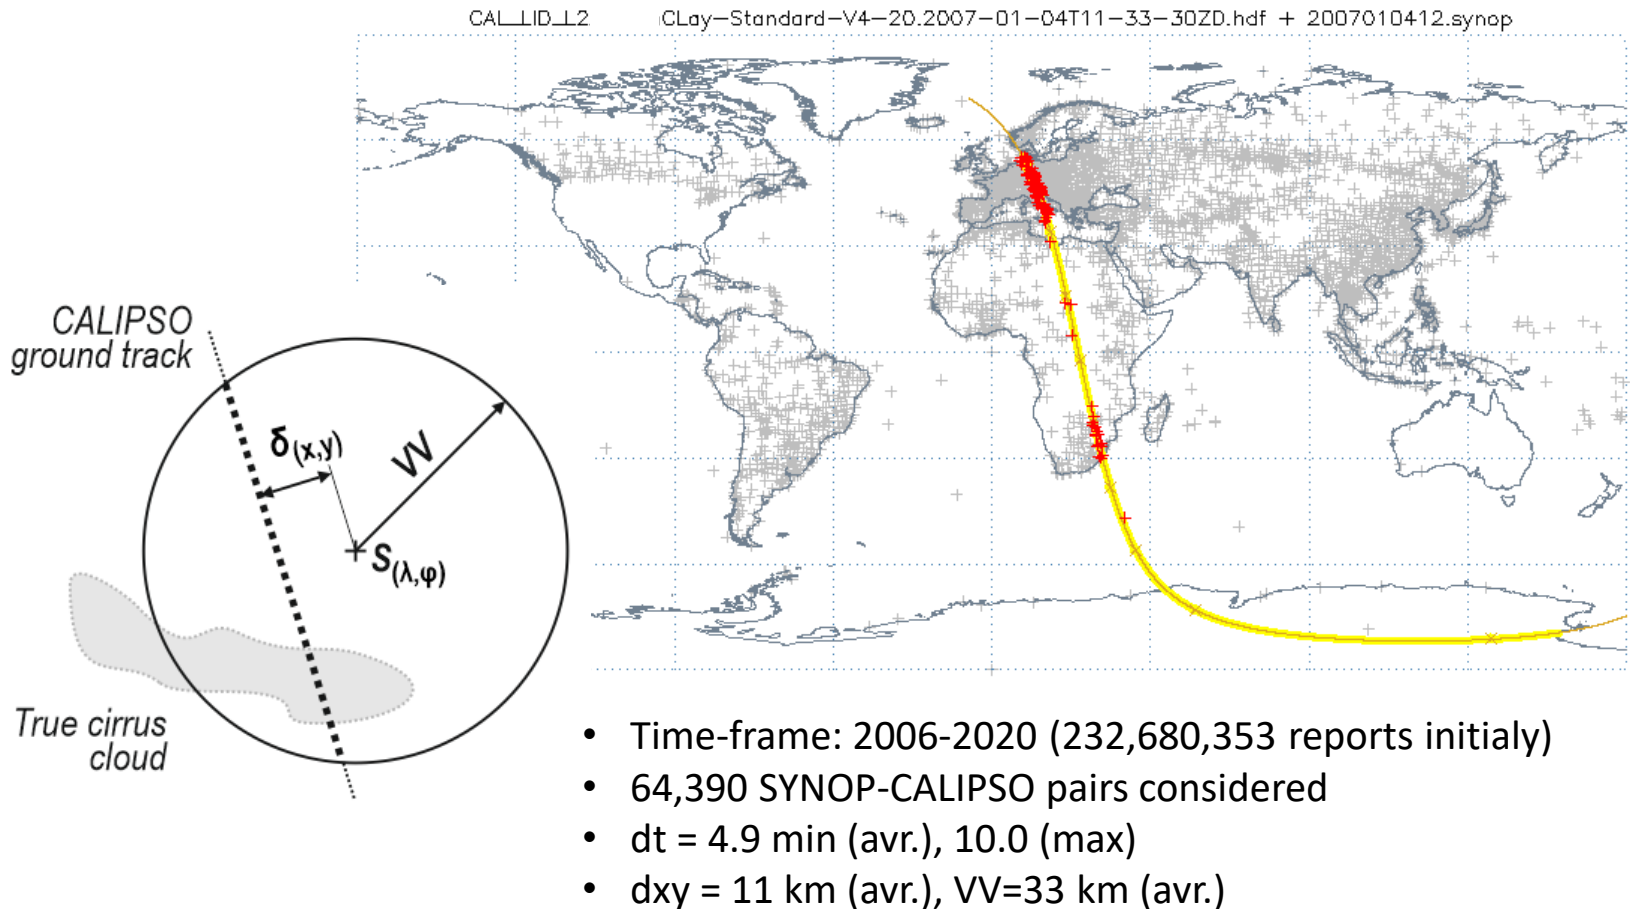 CAL_LID_L2 CLay-Standard-V4-20.2007-01-04T11-33-30ZD.hdf + 2007010412.synop
CALIPSO
ground track
δ(x,y)
VV
S(λ,φ)
True cirrus
cloud
• Time-frame: 2006-2020 (232,680,353 reports initialy)
• 64,390 SYNOP-CALIPSO pairs considered
• dt = 4.9 min (avr.), 10.0 (max)
• dxy = 11 km (avr.), VV=33 km (avr.)